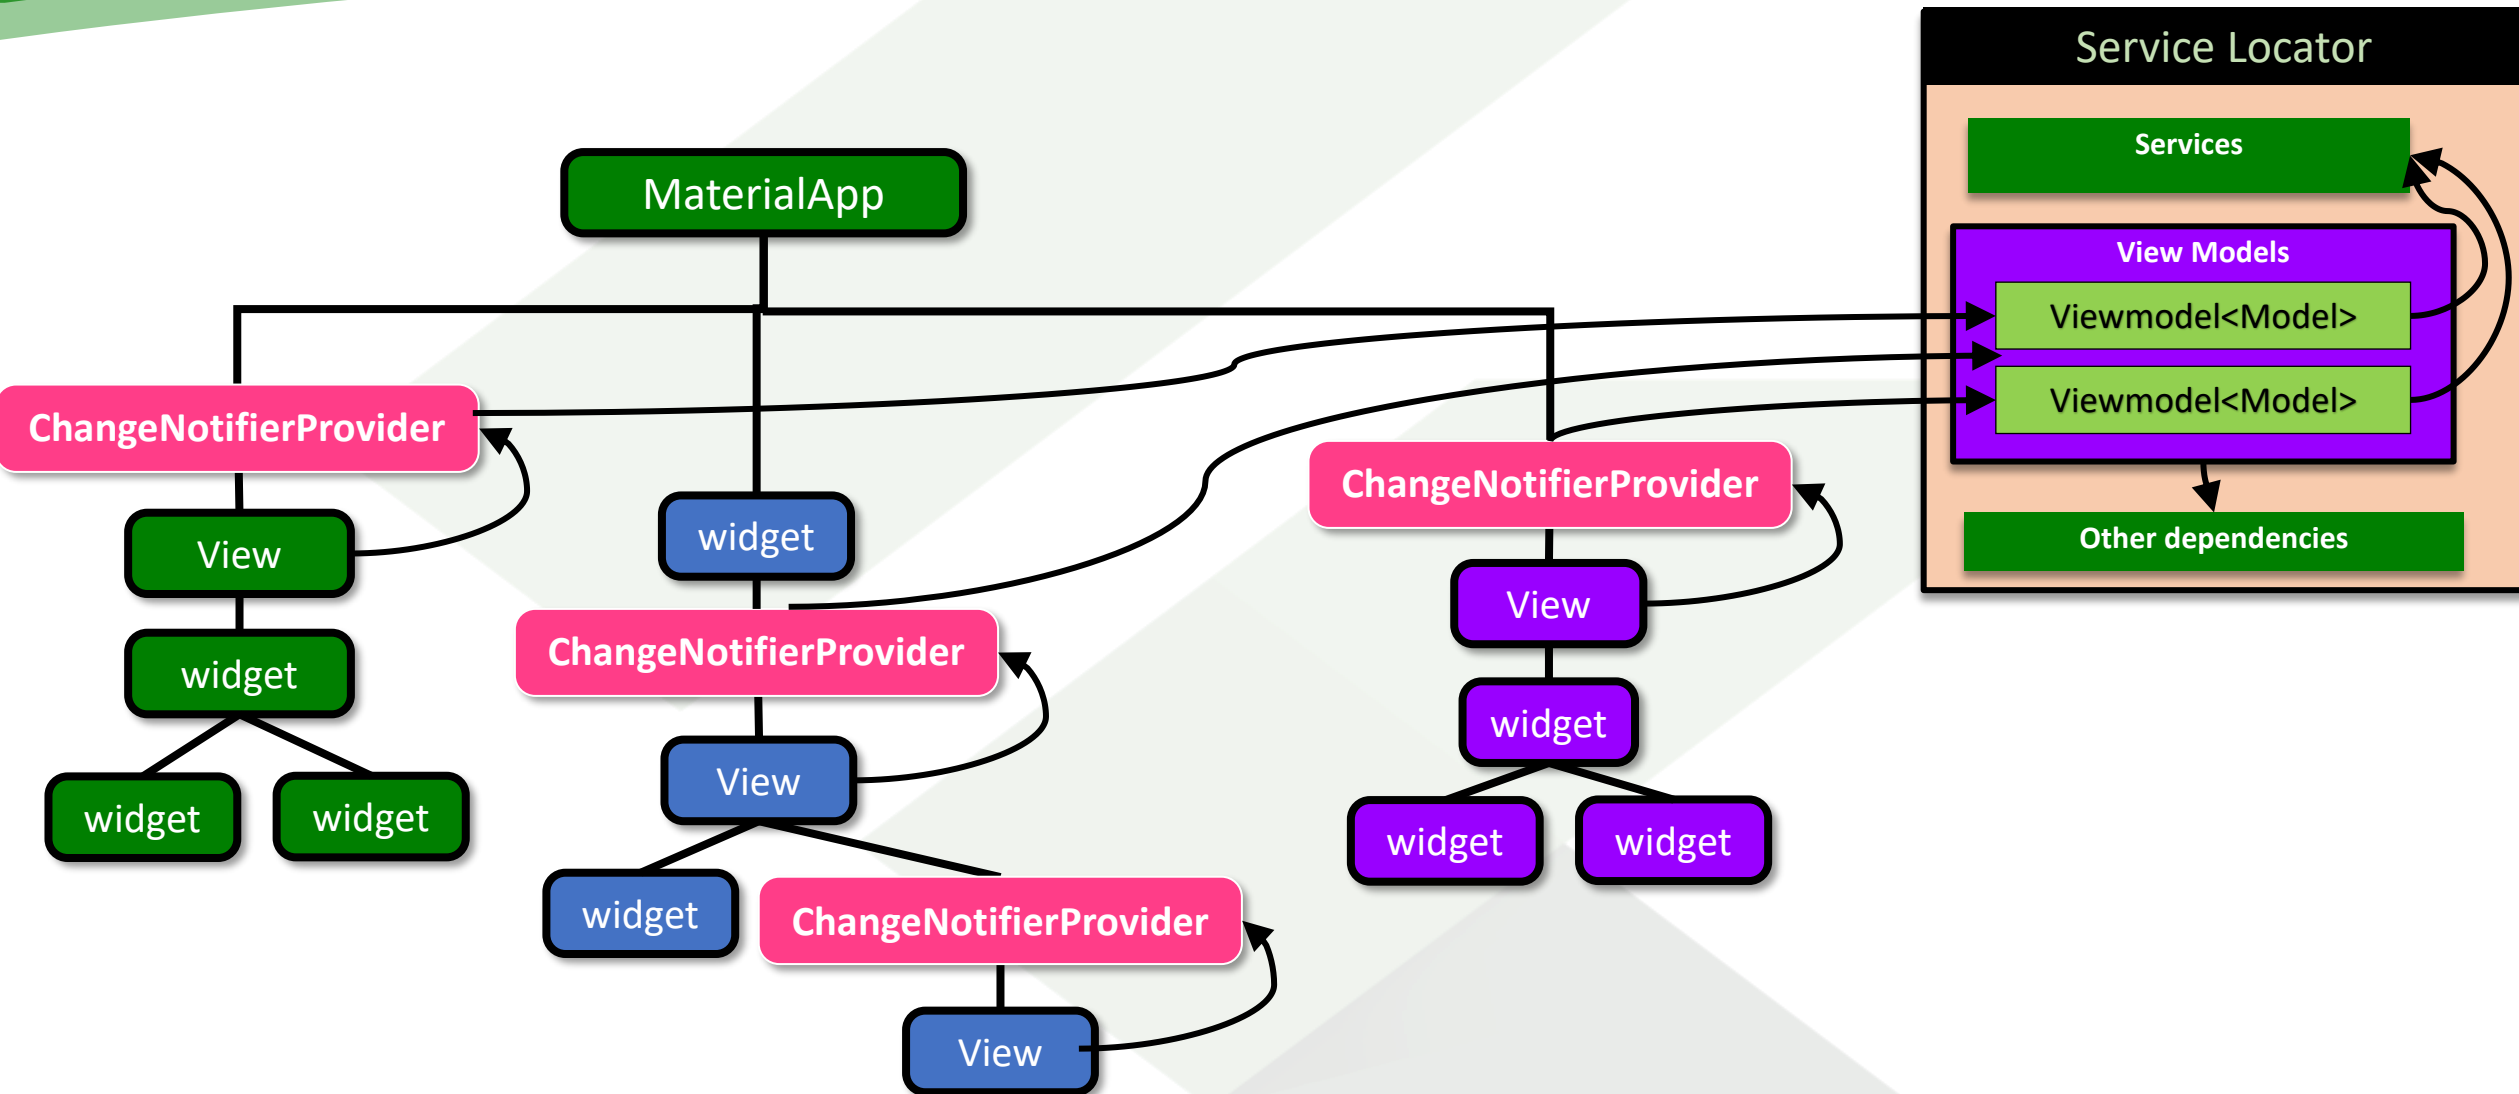 Service Locator
Services
MaterialApp
View Models
Viewmodel<Model>
Viewmodel<Model>
ChangeNotifierProvider
ChangeNotifierProvider
widget
Other dependencies
View
View
ChangeNotifierProvider
widget
widget
View
widget
widget
widget
widget
widget
ChangeNotifierProvider
View